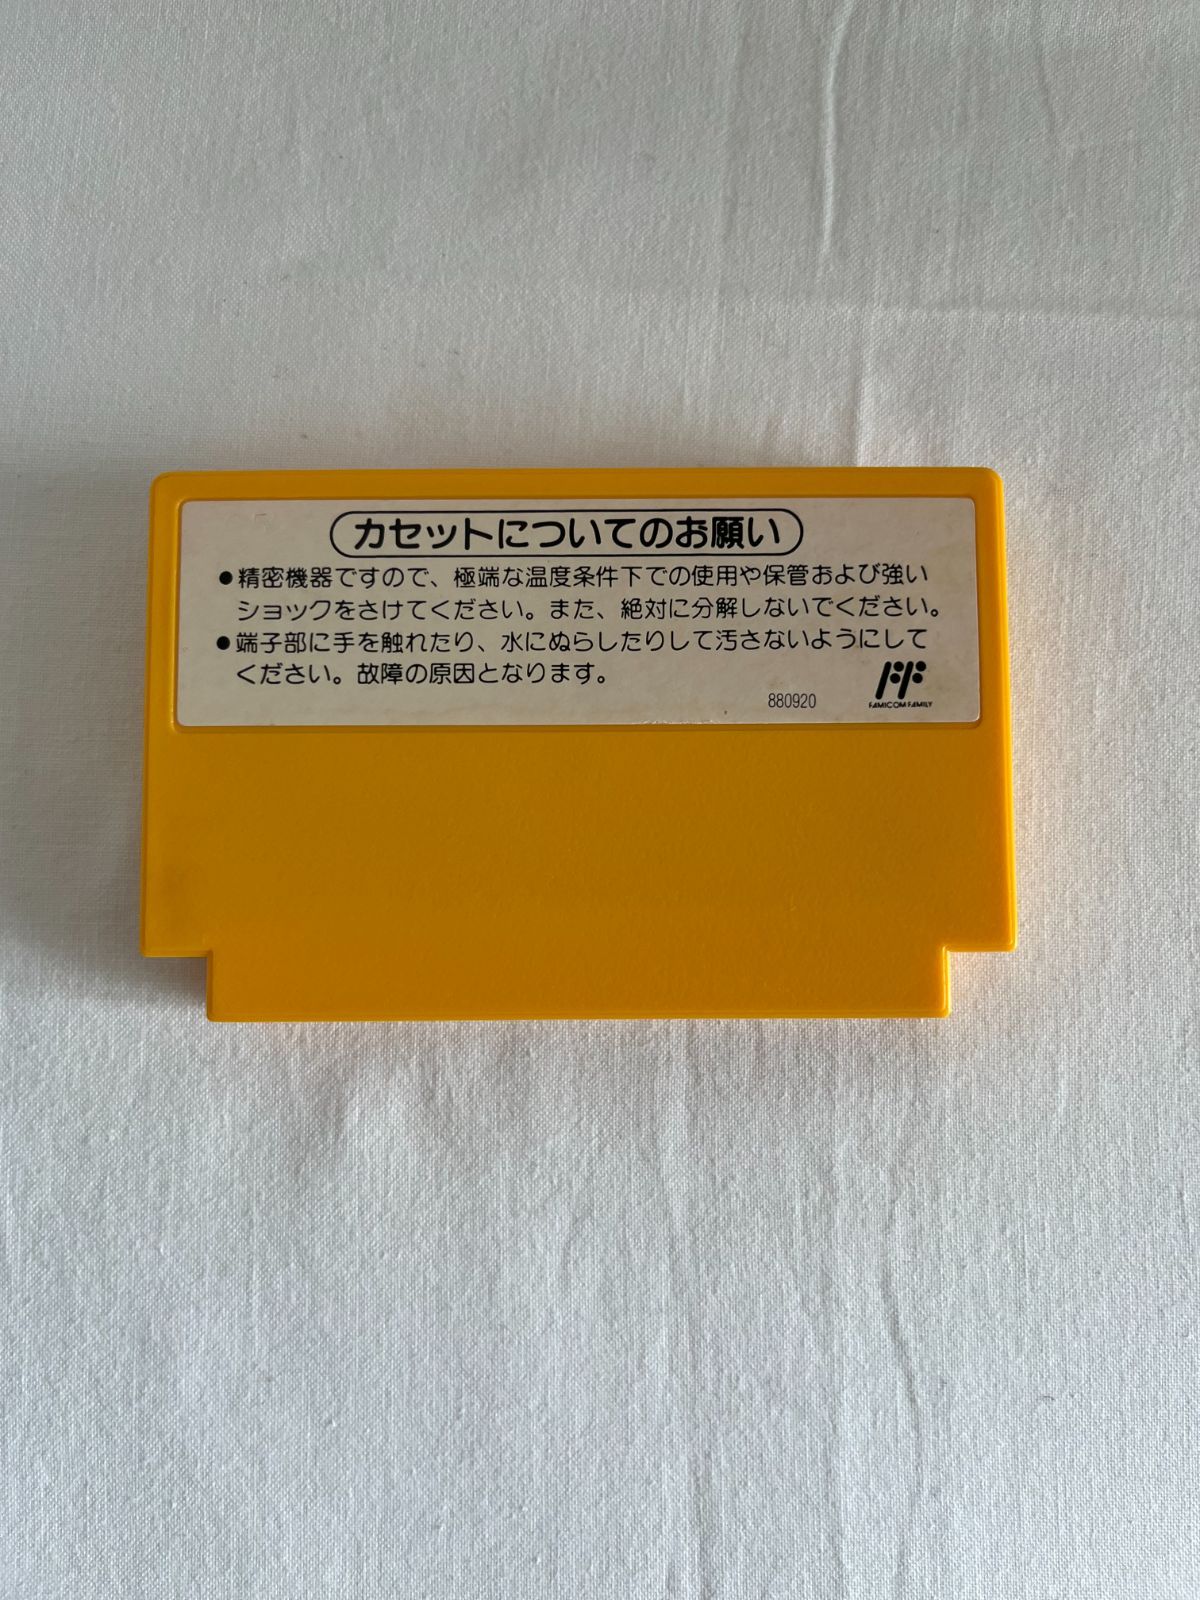 カセットについてのお願い
●精密機器ですので、極端な温度条件下での使用や保管および強い
ショックをさけてください。また、絶対に分解しないでください。
●端子部に手を触れたり、水にぬらしたりして汚さないようにして
ください。故障の原因となります。
880920
FAMICOM FAMILY